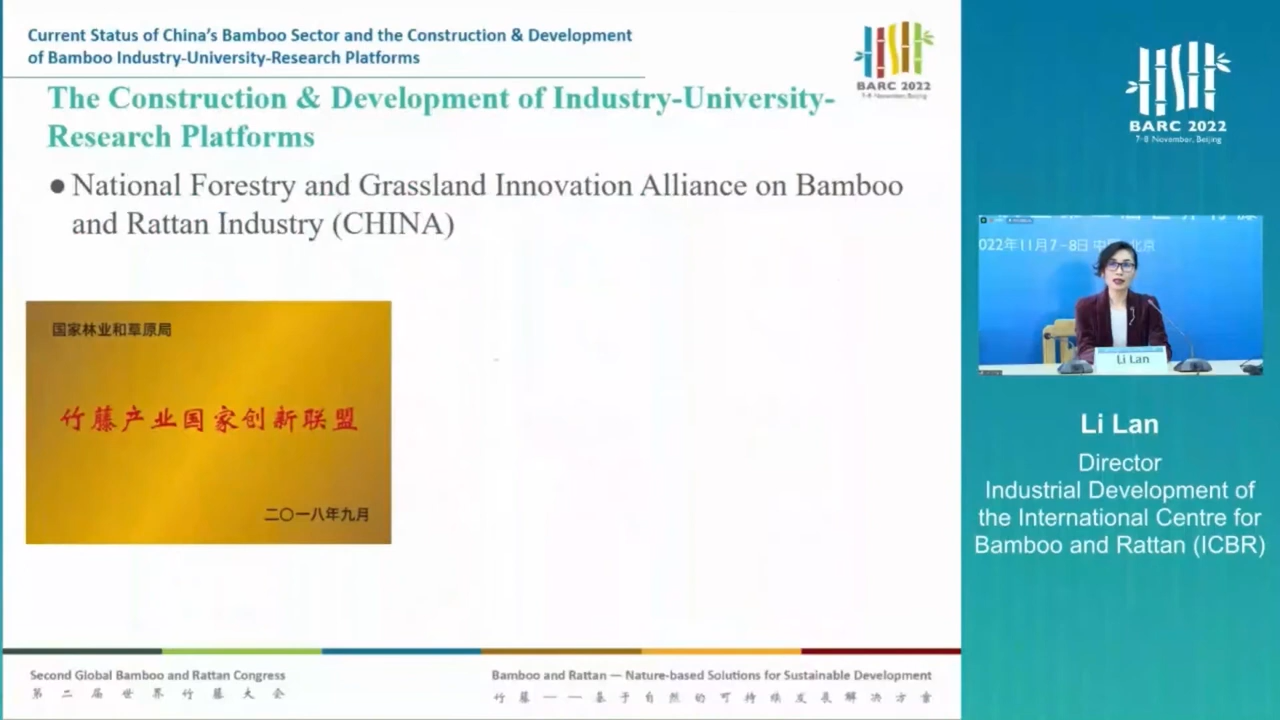 Current Status of China's Bamboo Sector and the Construction & Development
of Bamboo Industry-University-Research Platforms
BARC 2022
7-8 November, Beijing
The Construction & Development of Industry-University-
Research Platforms
● National Forestry and Grassland Innovation Alliance on Bamboo
and Rattan Industry (CHINA)
国家林业和草原局
竹藤产业国家创新联盟
二〇一八年九月
Second Global Bamboo and Rattan Congress
第二届世界竹藤大会
Bamboo and Rattan — Nature-based Solutions for Sustainable Development
竹藤——基于自然的可持续发展解决方案
BARC 2022
7-8 November, Beijing
022年11月7-8日 中 北京
Li Lan
Li Lan
Director
Industrial Development of
the International Centre for
Bamboo and Rattan (ICBR)